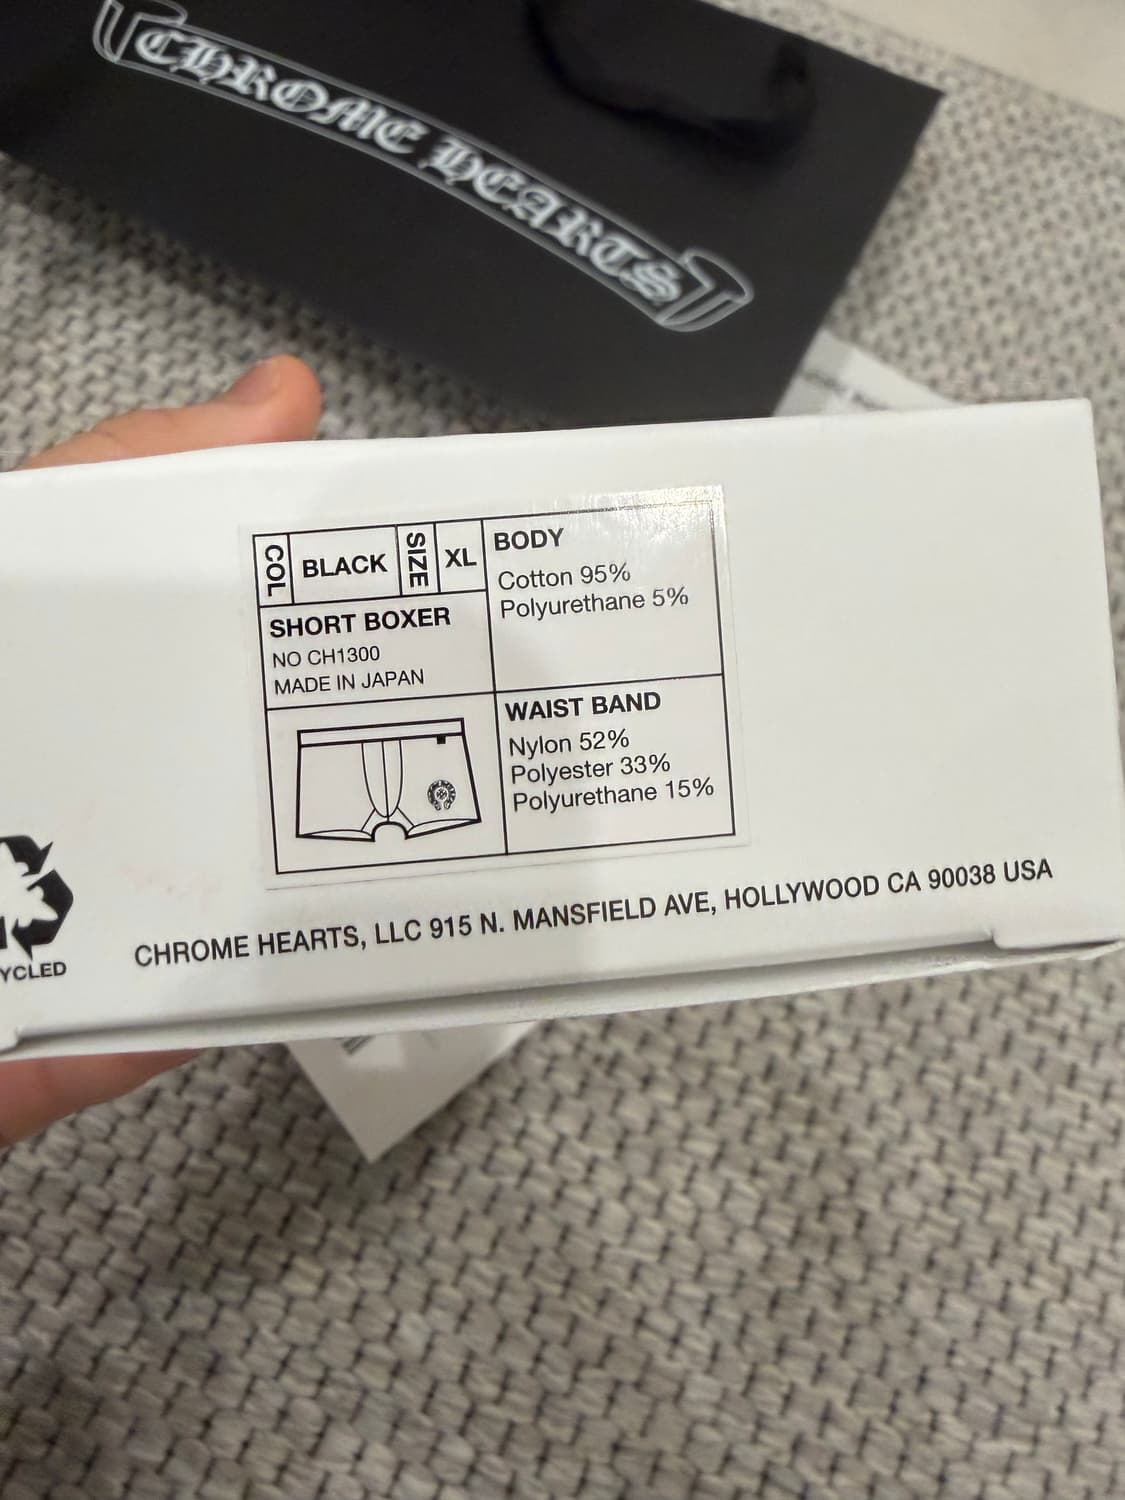 CHROME HEARTS
COL
BLACK
SIZE
XL
SHORT BOXER
NO CH1300
MADE IN JAPAN
BODY
Cotton 95%
Polyurethane 5%
WAIST BAND
Nylon 52%
Polyester 33%
Polyurethane 15%
YCLED
CHROME HEARTS, LLC 915 N. MANSFIELD AVE, HOLLYWOOD CA 90038 USA